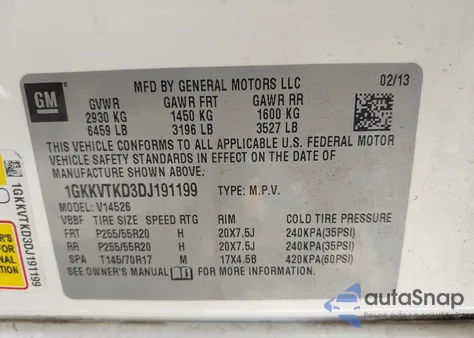 GM
MFD BY GENERAL MOTORS LLC 02/13
GVWR GAWR FRT GAWR RR
2930 KG 1450 KG 1600 KG
6459 LB 3196 LB 3527 LB
THIS VEHICLE CONFORMS TO ALL APPLICABLE U.S. FEDERAL MOTOR
VEHICLE SAFETY STANDARDS IN EFFECT ON THE DATE OF
MANUFACTURE SHOWN ABOVE.
1GKKVTKD3DJ191199 TYPE: M.P.V.
MODEL: V14526
VBBF TIRE SIZE SPEED RTG RIM COLD TIRE PRESSURE
FRT P255/55R20 H 20X7.5J 240KPA(35PSI)
RR P255/55R20 H 20X7.5J 240KPA(35PSI)
SPA T145/70R17 M 17X4.5B 420KPA(60PSI)
SEE OWNER'S MANUAL FOR MORE INFORMATION.
1GKKVTKD3DJ191199
autoSnap